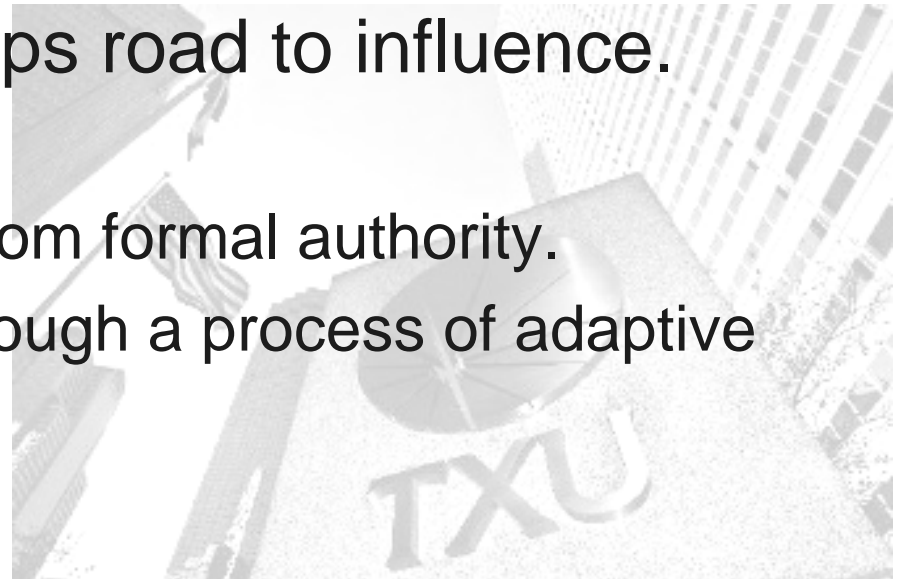 ps road to influence.
om formal authority.
ough a process of adaptive
TXU